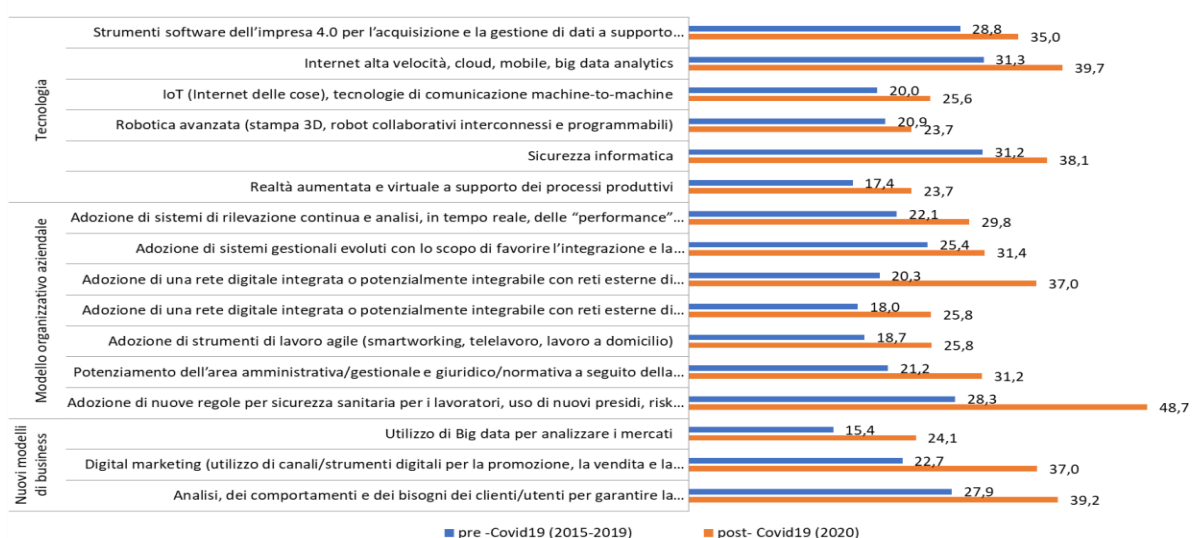 Tecnologia
Strumenti software dell’impresa 4.0 per l’acquisizione e la gestione di dati a supporto… 28,8 35,0
Internet alta velocità, cloud, mobile, big data analytics 31,3 39,7
IoT (Internet delle cose), tecnologie di comunicazione machine-to-machine 20,0 25,6
Robotica avanzata (stampa 3D, robot collaborativi interconnessi e programmabili) 20,9 23,7
Sicurezza informatica 31,2 38,1
Realtà aumentata e virtuale a supporto dei processi produttivi 17,4 23,7
Modello organizzativo aziendale
Adozione di sistemi di rilevazione continua e analisi, in tempo reale, delle “performance”… 22,1 29,8
Adozione di sistemi gestionali evoluti con lo scopo di favorire l’integrazione e la… 25,4 31,4
Adozione di una rete digitale integrata o potenzialmente integrabile con reti esterne di… 20,3 37,0
Adozione di una rete digitale integrata o potenzialmente integrabile con reti esterne di… 18,0 25,8
Adozione di strumenti di lavoro agile (smartworking, telelavoro, lavoro a domicilio) 18,7 25,8
Potenziamento dell’area amministrativa/gestionale e giuridico/normativa a seguito della… 21,2 31,2
Adozione di nuove regole per sicurezza sanitaria per i lavoratori, uso di nuovi presidi, risk… 28,3 48,7
Nuovi modelli
di business
Utilizzo di Big data per analizzare i mercati 15,4 24,1
Digital marketing (utilizzo di canali/strumenti digitali per la promozione, la vendita e la… 22,7 37,0
Analisi, dei comportamenti e dei bisogni dei clienti/utenti per garantire la… 27,9 39,2
pre -Covid19 (2015-2019) post- Covid19 (2020)